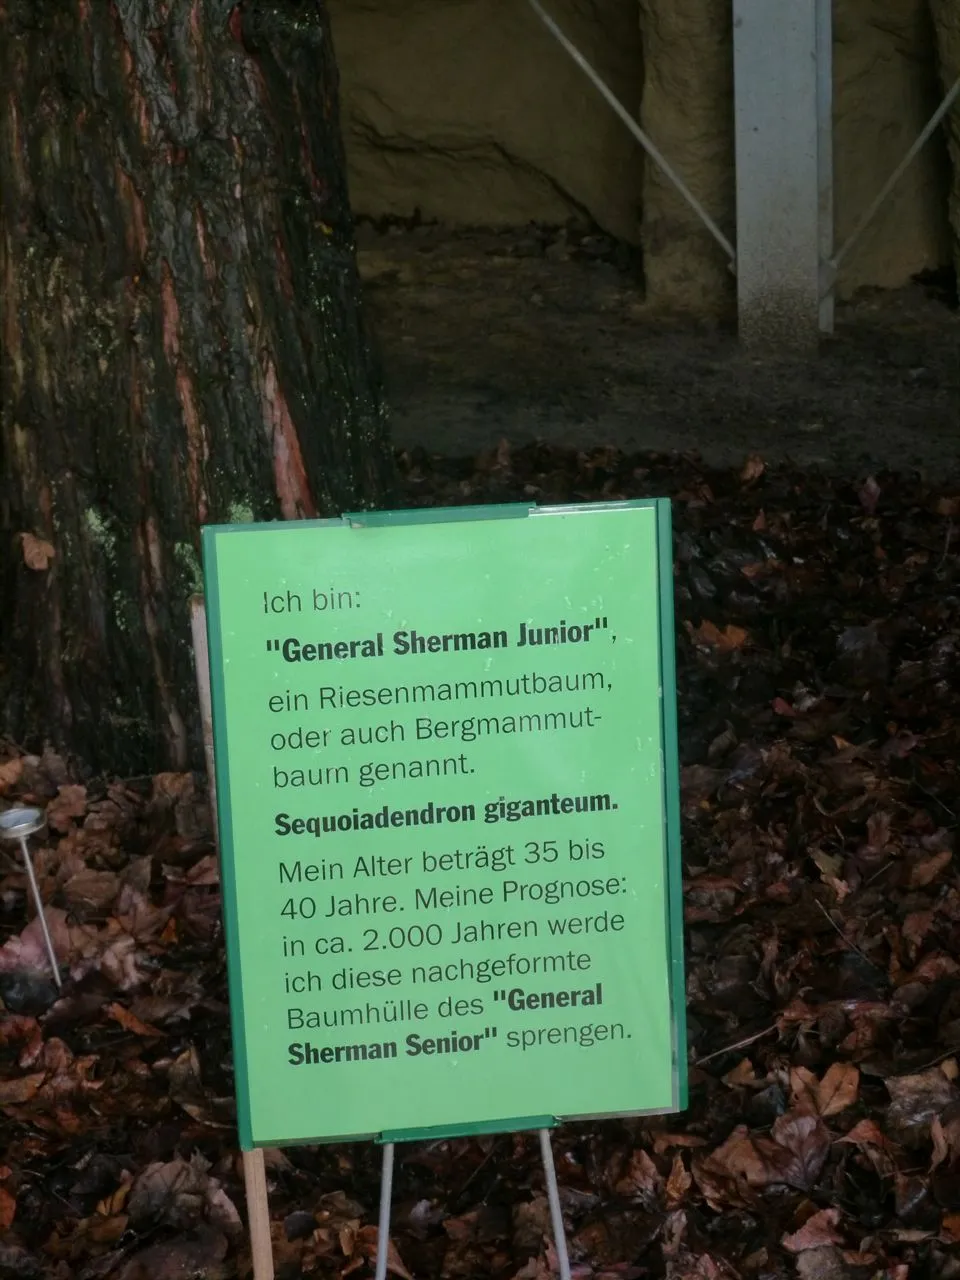 Ich bin:
"General Sherman Junior",
ein Riesenmammutbaum,
oder auch Bergmammut-
baum genannt.
Sequoiadendron giganteum.
Mein Alter beträgt 35 bis
40 Jahre. Meine Prognose:
in ca. 2.000 Jahren werde
ich diese nachgeformte
Baumhülle des "General
Sherman Senior" sprengen.